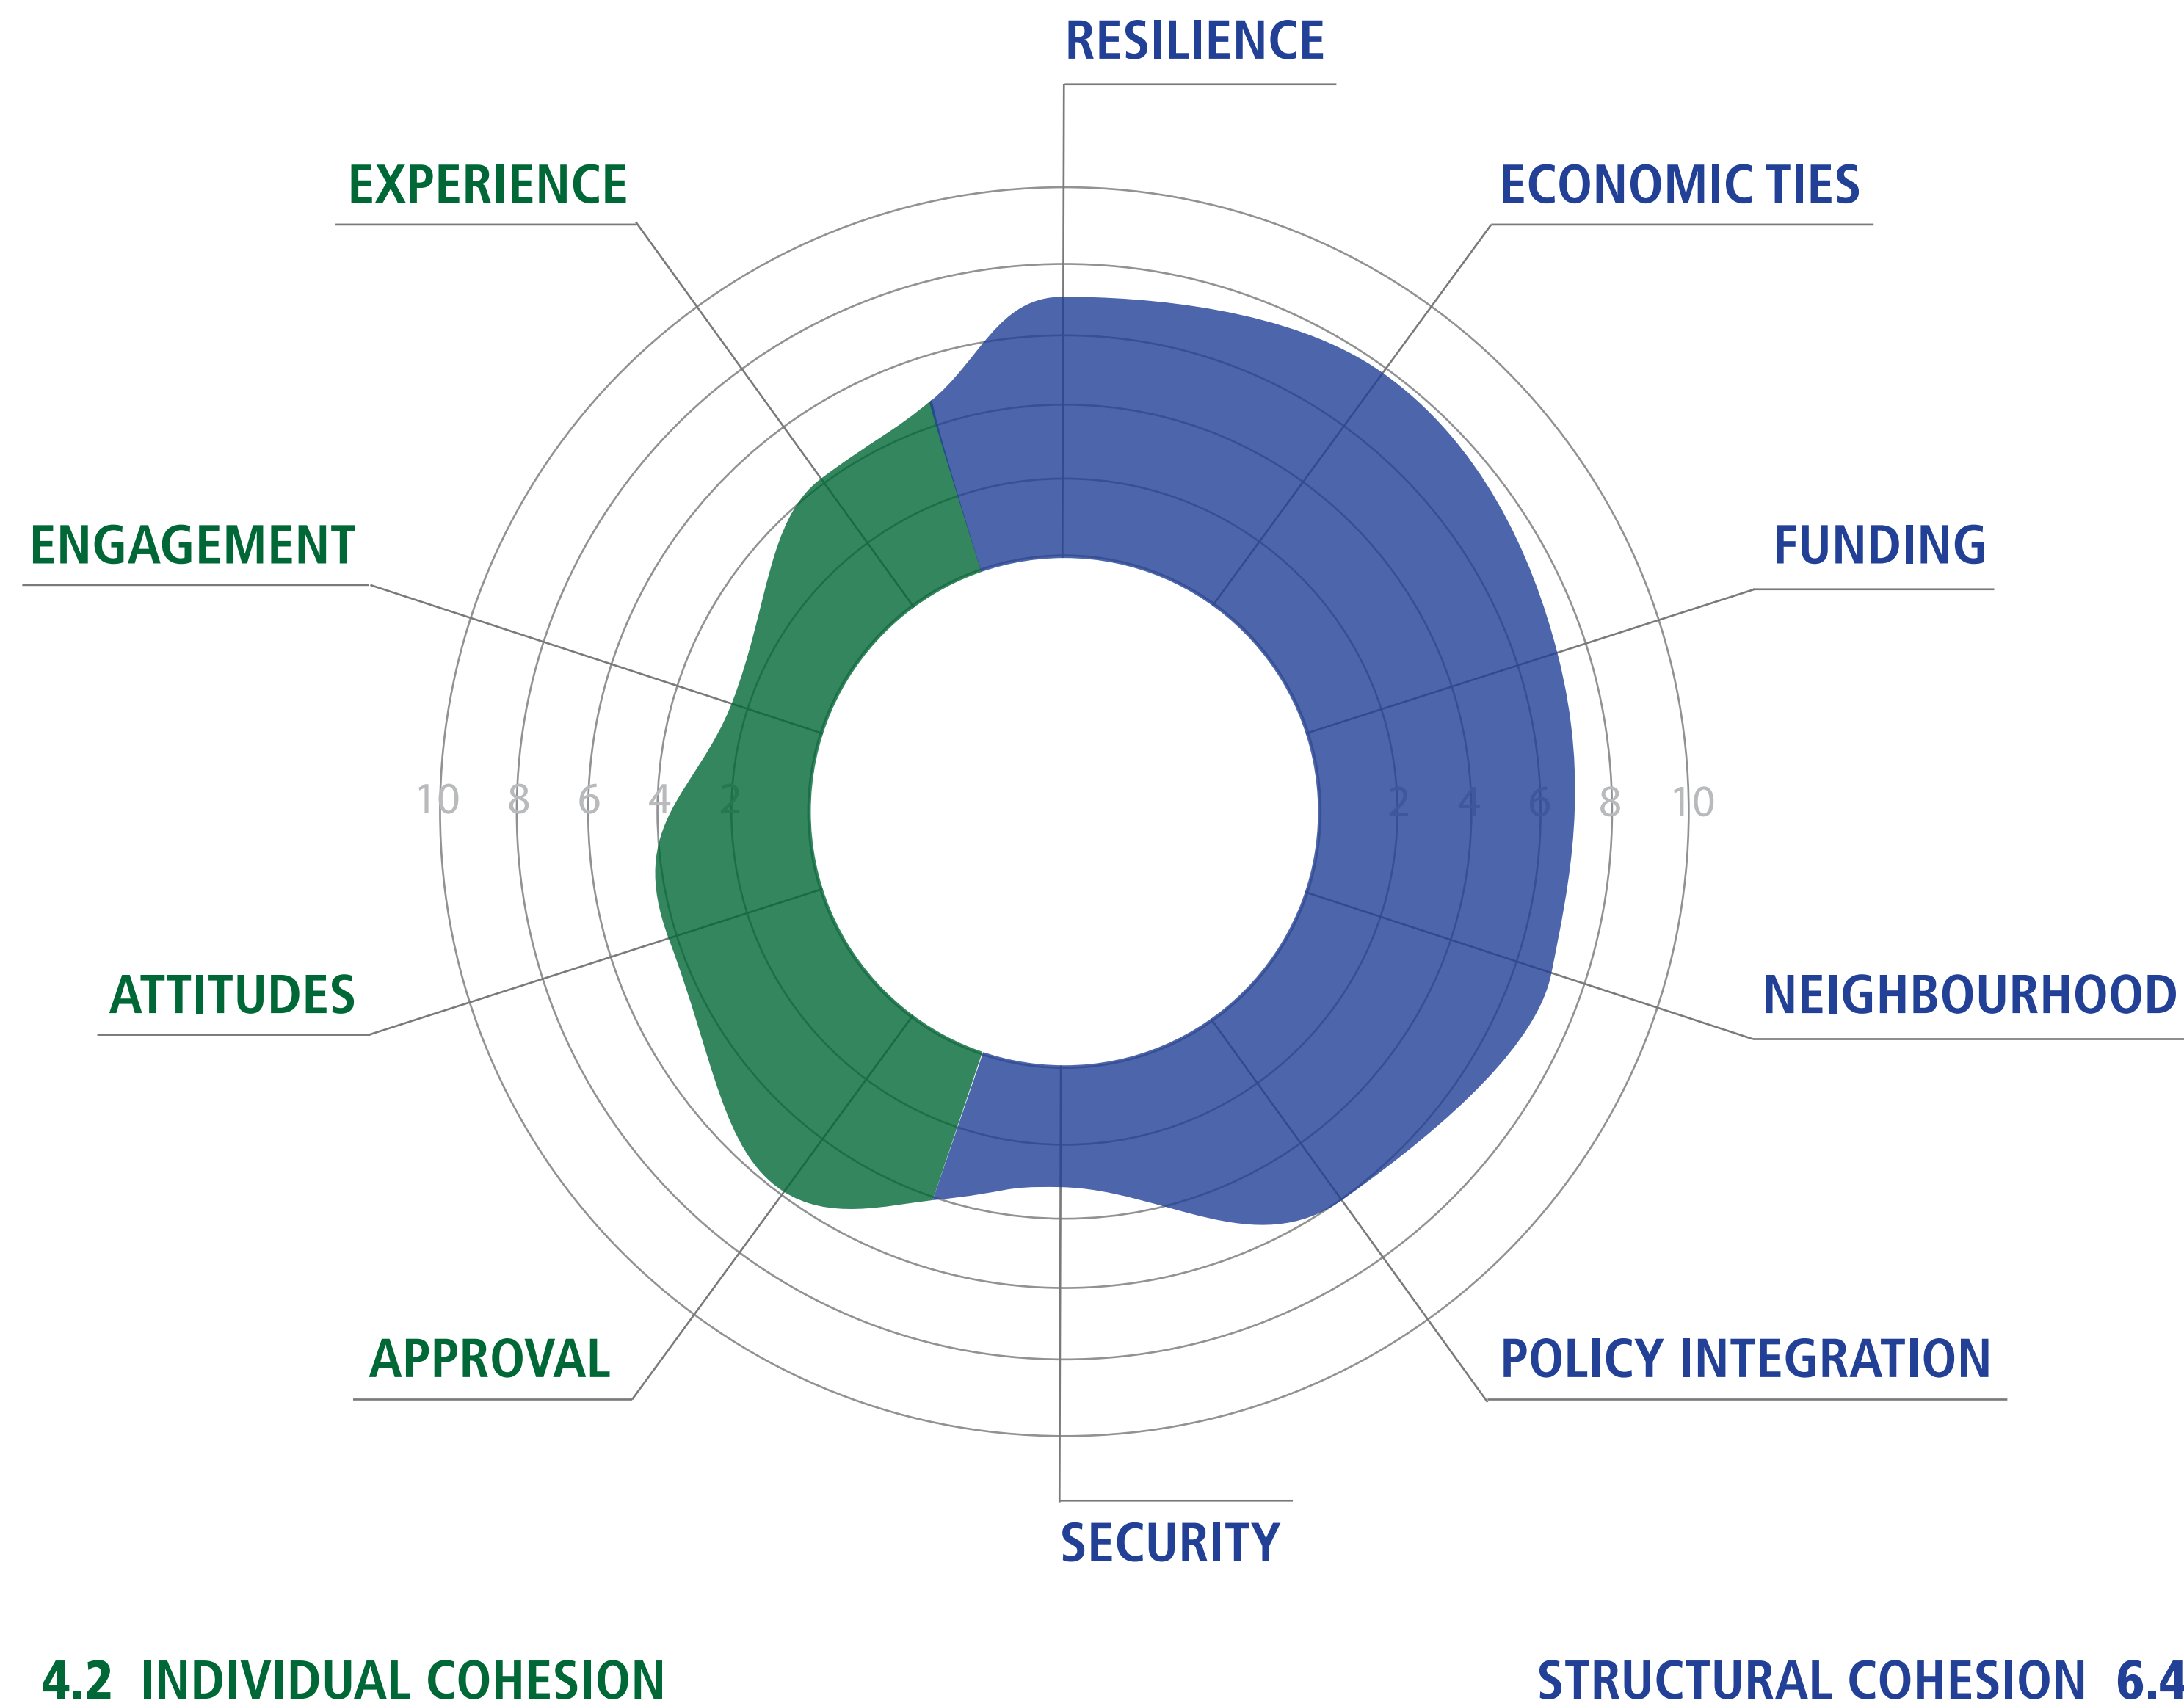 RESILIENCE
EXPERIENCE
ECONOMIC TIES
ENGAGEMENT
FUNDING
10 8 6 4 2 2 4 6 8 10
ATTITUDES
NEIGHBOURHOOD
APPROVAL
POLICY INTEGRATION
SECURITY
4.2 INDIVIDUAL COHESION
STRUCTURAL COHESION 6.4